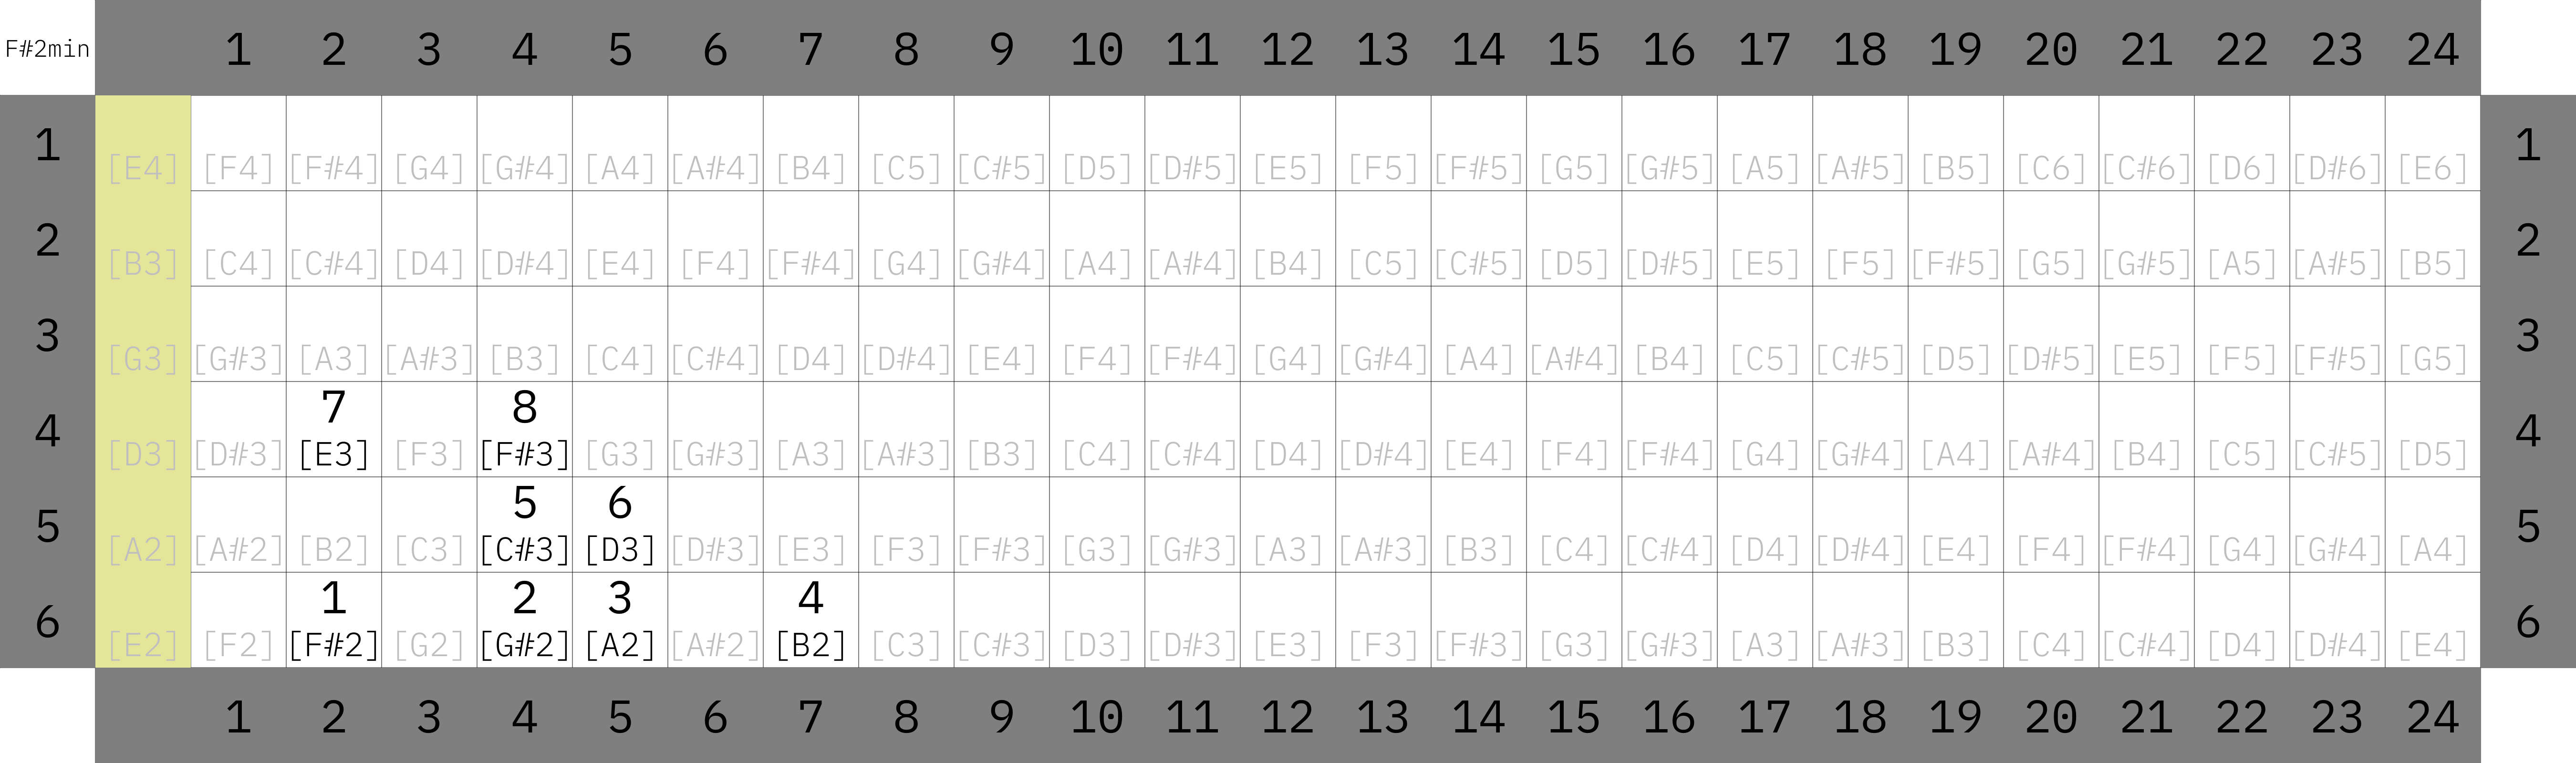 F#2min 1 2 3 4 5 6 7 8 9 10 11 12 13 14 15 16 17 18 19 20 21 22 23 24
1 [E4] [F4] [F#4] [G4] [G#4] [A4] [A#4] [B4] [C5] [C#5] [D5] [D#5] [E5] [F5] [F#5] [G5] [G#5] [A5] [A#5] [B5] [C6] [C#6] [D6] [D#6] [E6] 1
2 [B3] [C4] [C#4] [D4] [D#4] [E4] [F4] [F#4] [G4] [G#4] [A4] [A#4] [B4] [C5] [C#5] [D5] [D#5] [E5] [F5] [F#5] [G5] [G#5] [A5] [A#5] [B5] 2
3 [G3] [G#3] [A3] [A#3] [B3] [C4] [C#4] [D4] [D#4] [E4] [F4] [F#4] [G4] [G#4] [A4] [A#4] [B4] [C5] [C#5] [D5] [D#5] [E5] [F5] [F#5] [G5] 3
7 8
4 [D3] [D#3] [E3] [F3] [F#3] [G3] [G#3] [A3] [A#3] [B3] [C4] [C#4] [D4] [D#4] [E4] [F4] [F#4] [G4] [G#4] [A4] [A#4] [B4] [C5] [C#5] [D5] 4
5 6
5 [A2] [A#2] [B2] [C3] [C#3] [D3] [D#3] [E3] [F3] [F#3] [G3] [G#3] [A3] [A#3] [B3] [C4] [C#4] [D4] [D#4] [E4] [F4] [F#4] [G4] [G#4] [A4] 5
1 2 3 4
6 [E2] [F2] [F#2] [G2] [G#2] [A2] [A#2] [B2] [C3] [C#3] [D3] [D#3] [E3] [F3] [F#3] [G3] [G#3] [A3] [A#3] [B3] [C4] [C#4] [D4] [D#4] [E4] 6
1 2 3 4 5 6 7 8 9 10 11 12 13 14 15 16 17 18 19 20 21 22 23 24